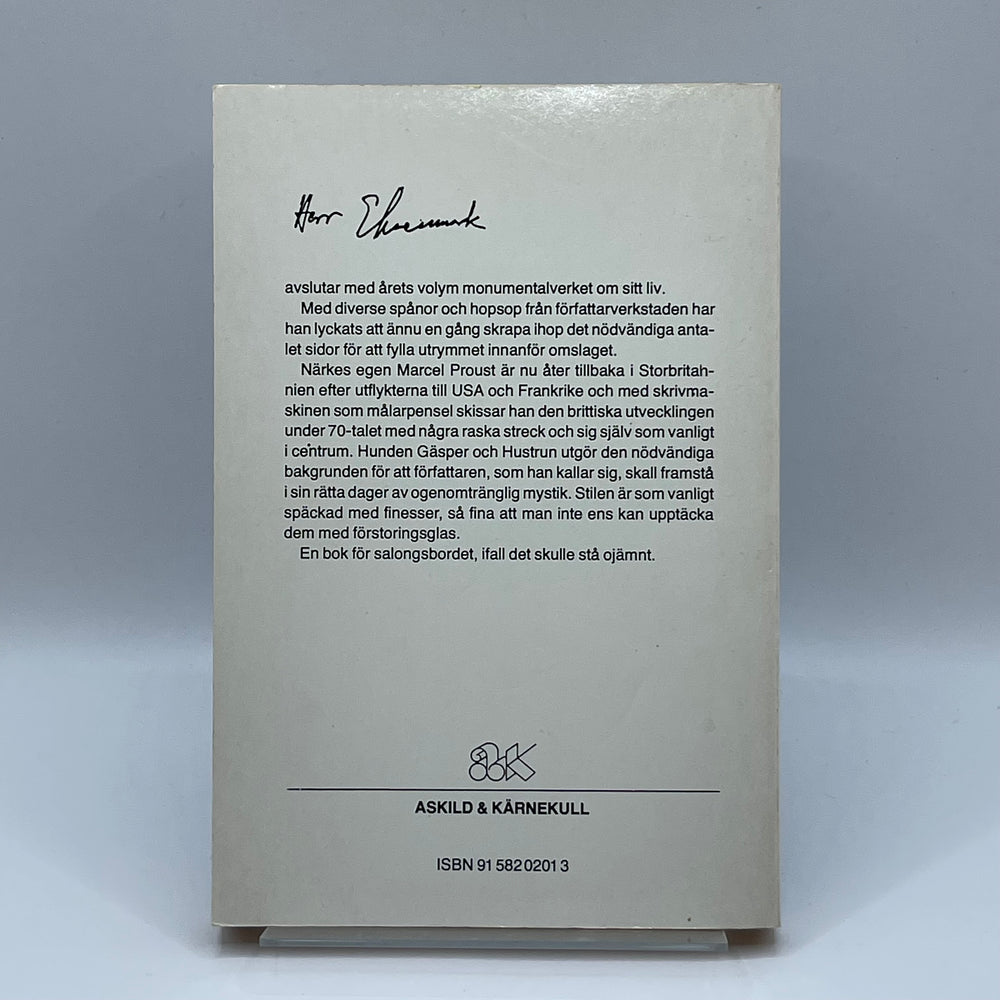 Herr Ehrenmark
avslutar med årets volym monumentalverket om sitt liv.
Med diverse spånor och hopsop från författarverkstaden har
han lyckats att ännu en gång skrapa ihop det nödvändiga anta-
let sidor för att fylla utrymmet innanför omslaget.
Närkes egen Marcel Proust är nu åter tillbaka i Storbritah-
nien efter utflykterna till USA och Frankrike och med skrivma-
skinen som målarpensel skissar han den brittiska utvecklingen
under 70-talet med några raska streck och sig själv som vanligt
i centrum. Hunden Gäsper och Hustrun utgör den nödvändiga
bakgrunden för att författaren, som han kallar sig, skall framstå
i sin rätta dager av ogenomtränglig mystik. Stilen är som vanligt
späckad med finesser, så fina att man inte ens kan upptäcka
dem med förstoringsglas.
En bok för salongsbordet, ifall det skulle stå ojämnt.
a&k
ASKILD & KÄRNEKULL
ISBN 91 582 0201 3